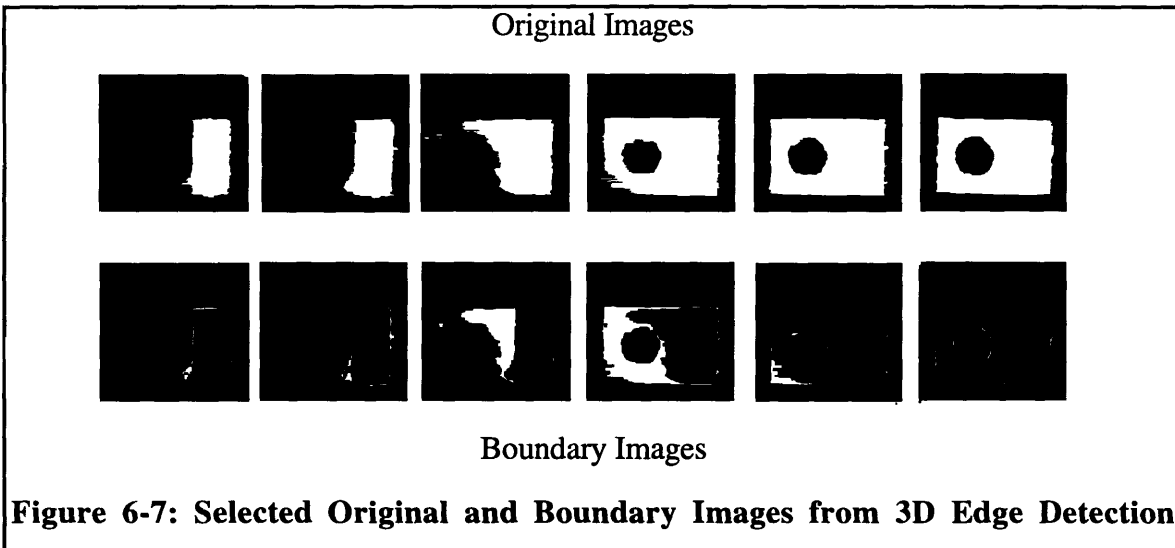 Original Images
Boundary Images
Figure 6-7: Selected Original and Boundary Images from 3D Edge Detection